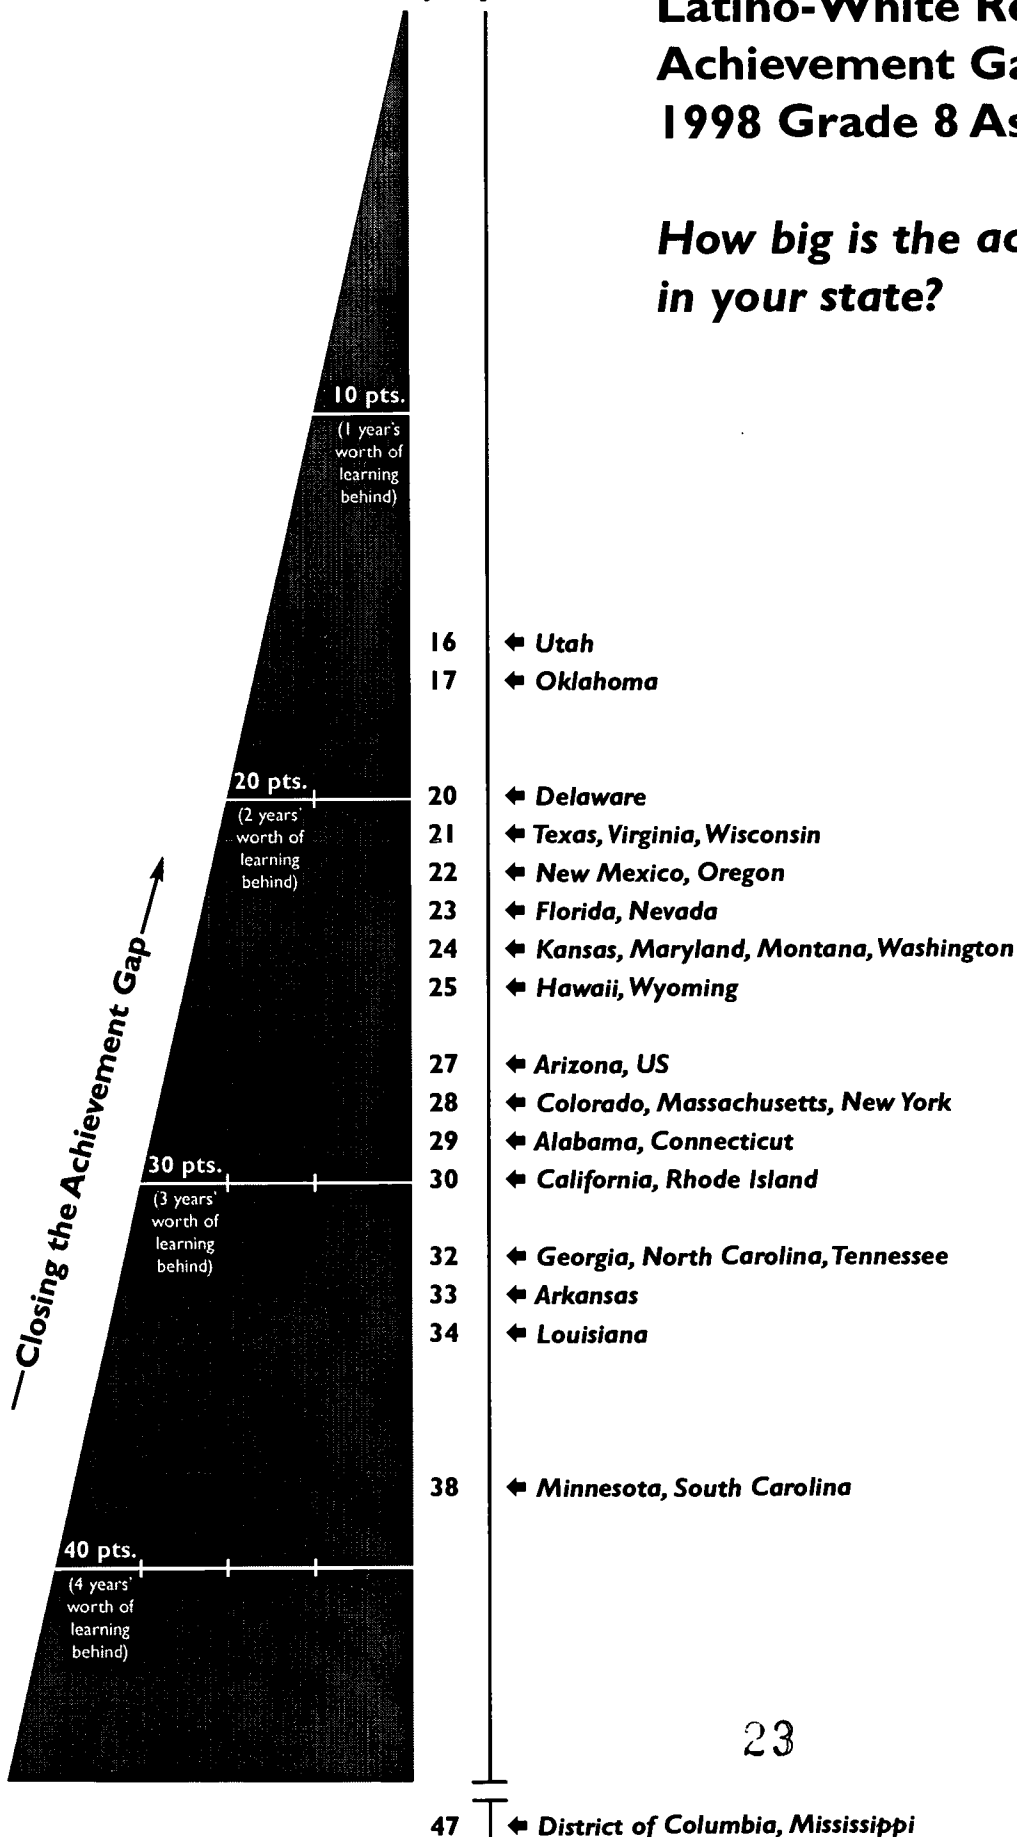 Latino-White
Achievement
1998 Grade 8
How big is the
in your state?
10 pts.
(1 year's
worth of
learning
behind)
16 Utah
17 Oklahoma
20 pts.
(2 years'
worth of
learning
behind)
20 Delaware
21 Texas, Virginia, Wisconsin
22 New Mexico, Oregon
23 Florida, Nevada
24 Kansas, Maryland, Montana, Washington
25 Hawaii, Wyoming
27 Arizona, US
28 Colorado, Massachusetts, New York
29 Alabama, Connecticut
30 pts.
(3 years'
worth of
learning
behind)
30 California, Rhode Island
32 Georgia, North Carolina, Tennessee
33 Arkansas
34 Louisiana
Closing the Achievement Gap
38 Minnesota, South Carolina
40 pts.
(4 years'
worth of
learning
behind)
23
47 District of Columbia, Mississippi